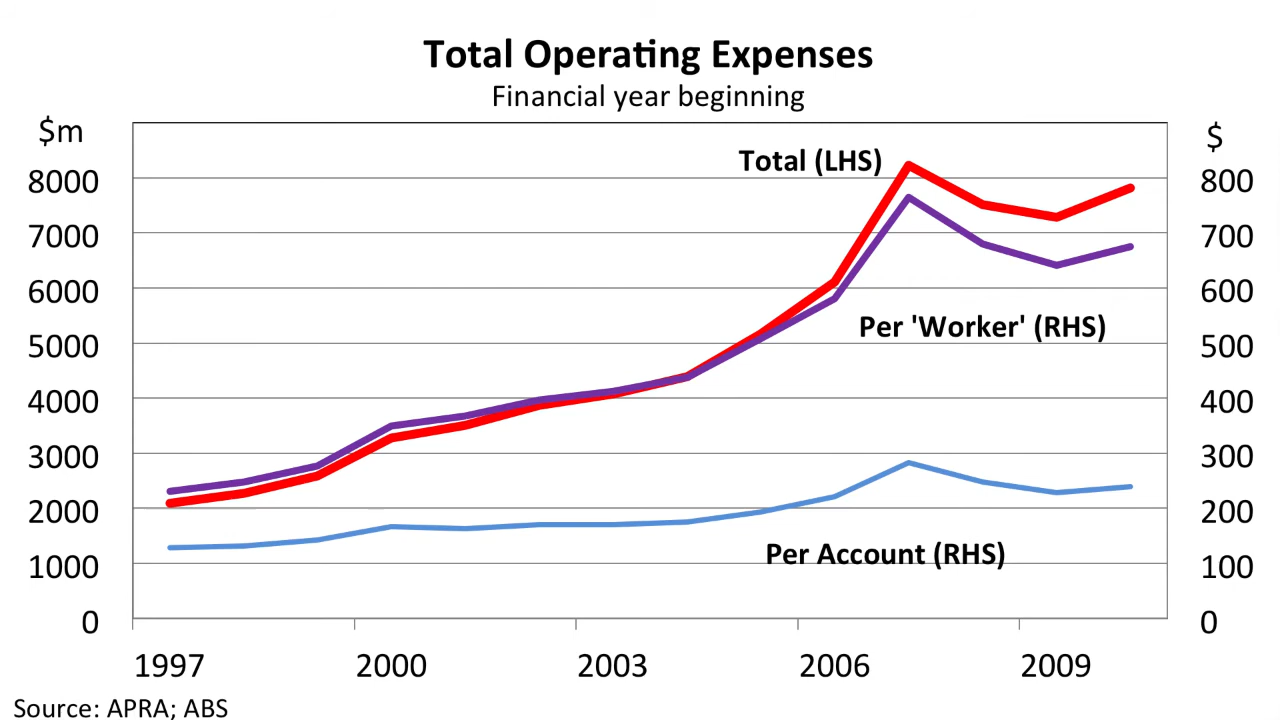 Total Operating Expenses
Financial year beginning
$m
$
Total (LHS)
8000
800
7000
700
6000
600
Per 'Worker' (RHS)
5000
500
4000
400
3000
300
2000
200
Per Account (RHS)
1000
100
0
0
1997 2000 2003 2006 2009
Source: APRA; ABS